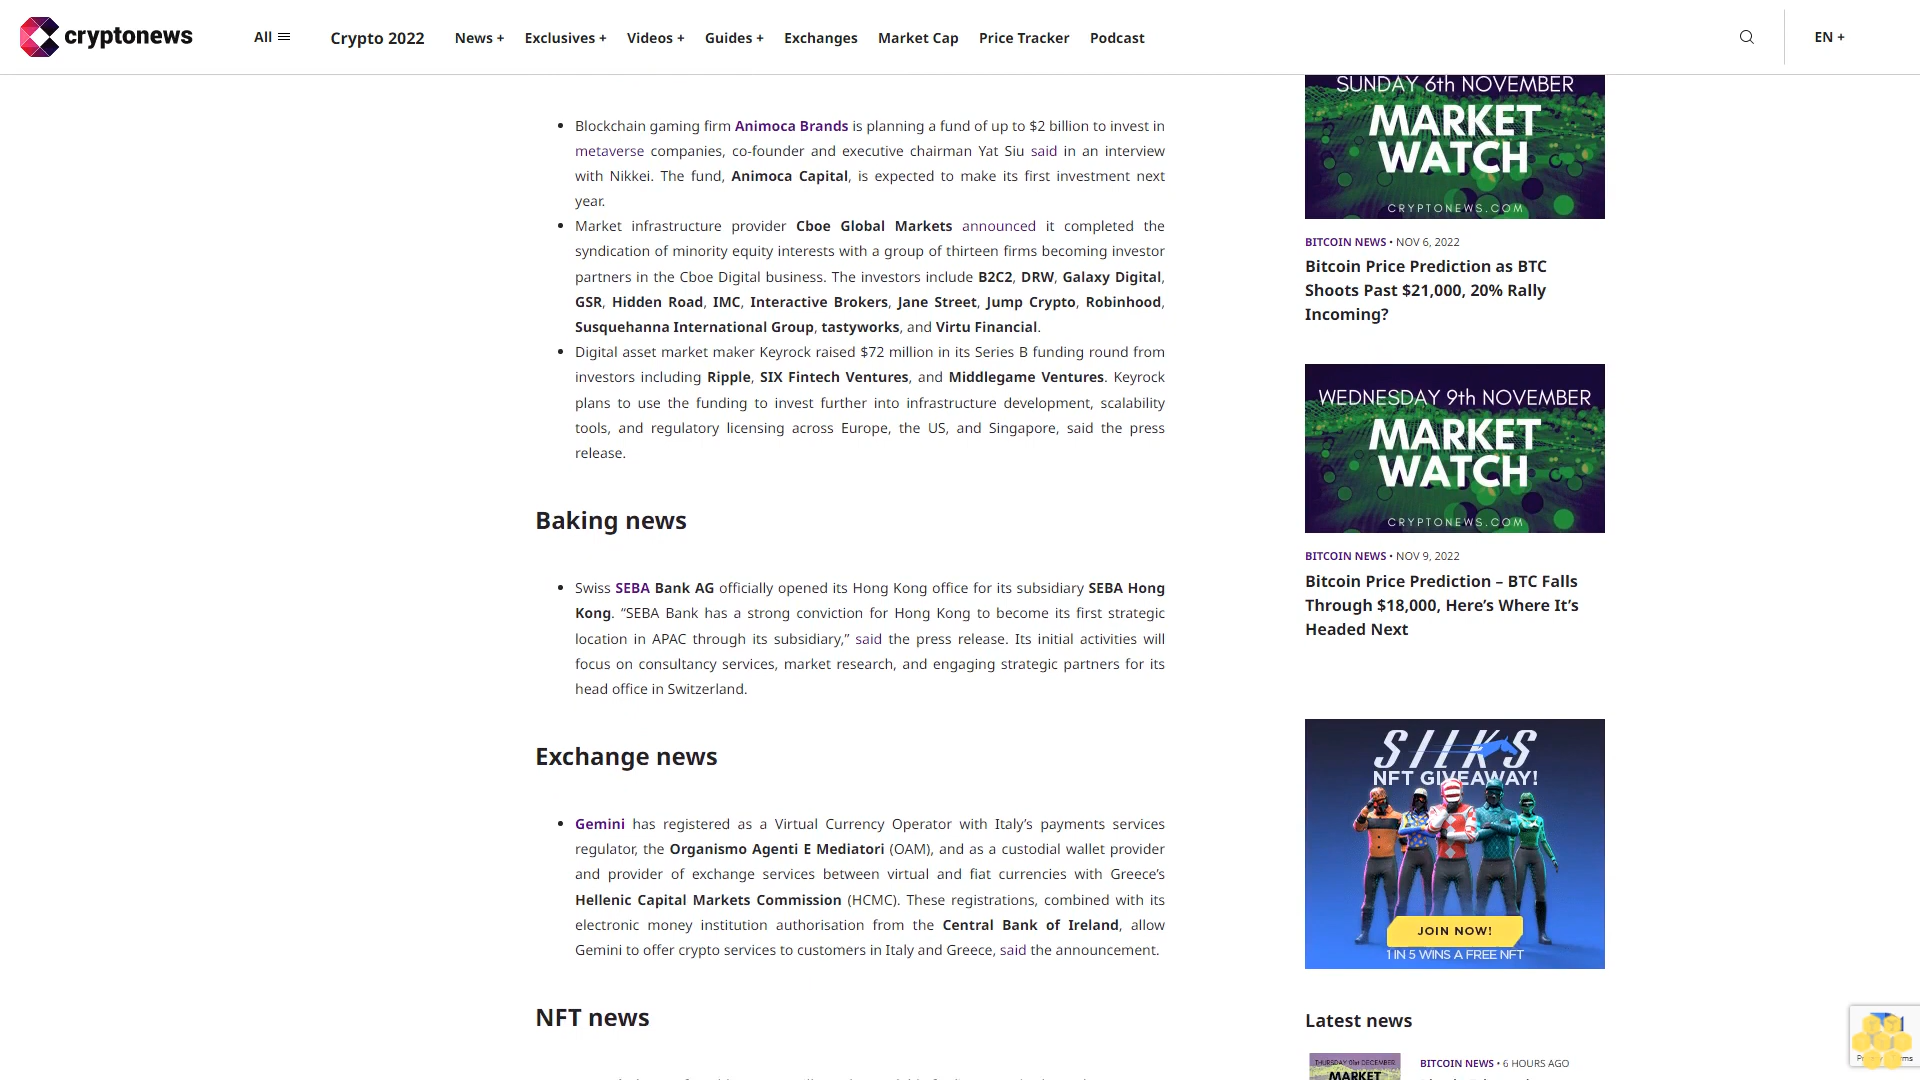 cryptonews
All
Crypto 2022
News +
Exclusives +
Videos +
Guides +
Exchanges
Market Cap
Price Tracker
Podcast
EN +
Blockchain gaming firm Animoca Brands is planning a fund of up to $2 billion to invest in
metaverse companies, co-founder and executive chairman Yat Siu said in an interview
with Nikkei. The fund, Animoca Capital, is expected to make its first investment next
year.
Market infrastructure provider Cboe Global Markets announced it completed the
syndication of minority equity interests with a group of thirteen firms becoming investor
partners in the Cboe Digital business. The investors include B2C2, DRW, Galaxy Digital,
GSR, Hidden Road, IMC, Interactive Brokers, Jane Street, Jump Crypto, Robinhood,
Susquehanna International Group, tastyworks, and Virtu Financial.
Digital asset market maker Keyrock raised $72 million in its Series B funding round from
investors including Ripple, SIX Fintech Ventures, and Middlegame Ventures. Keyrock
plans to use the funding to invest further into infrastructure development, scalability
tools, and regulatory licensing across Europe, the US, and Singapore, said the press
release.
Baking news
Swiss SEBA Bank AG officially opened its Hong Kong office for its subsidiary SEBA Hong
Kong. “SEBA Bank has a strong conviction for Hong Kong to become its first strategic
location in APAC through its subsidiary,” said the press release. Its initial activities will
focus on consultancy services, market research, and engaging strategic partners for its
head office in Switzerland.
Exchange news
Gemini has registered as a Virtual Currency Operator with Italy’s payments services
regulator, the Organismo Agenti E Mediatori (OAM), and as a custodial wallet provider
and provider of exchange services between virtual and fiat currencies with Greece’s
Hellenic Capital Markets Commission (HCMC). These registrations, combined with its
electronic money institution authorisation from the Central Bank of Ireland, allow
Gemini to offer crypto services to customers in Italy and Greece, said the announcement.
NFT news
SUNDAY 6th NOVEMBER
MARKET
WATCH
CRYPTONEWS.COM
BITCOIN NEWS • NOV 6, 2022
Bitcoin Price Prediction as BTC
Shoots Past $21,000, 20% Rally
Incoming?
WEDNESDAY 9th NOVEMBER
MARKET
WATCH
CRYPTONEWS.COM
BITCOIN NEWS • NOV 9, 2022
Bitcoin Price Prediction – BTC Falls
Through $18,000, Here’s Where It’s
Headed Next
SILKS
NFT GIVEAWAY!
JOIN NOW!
1 IN 5 WINS A FREE NFT
Latest news
THURSDAY 01st DECEMBER
MARKET
BITCOIN NEWS • 6 HOURS AGO